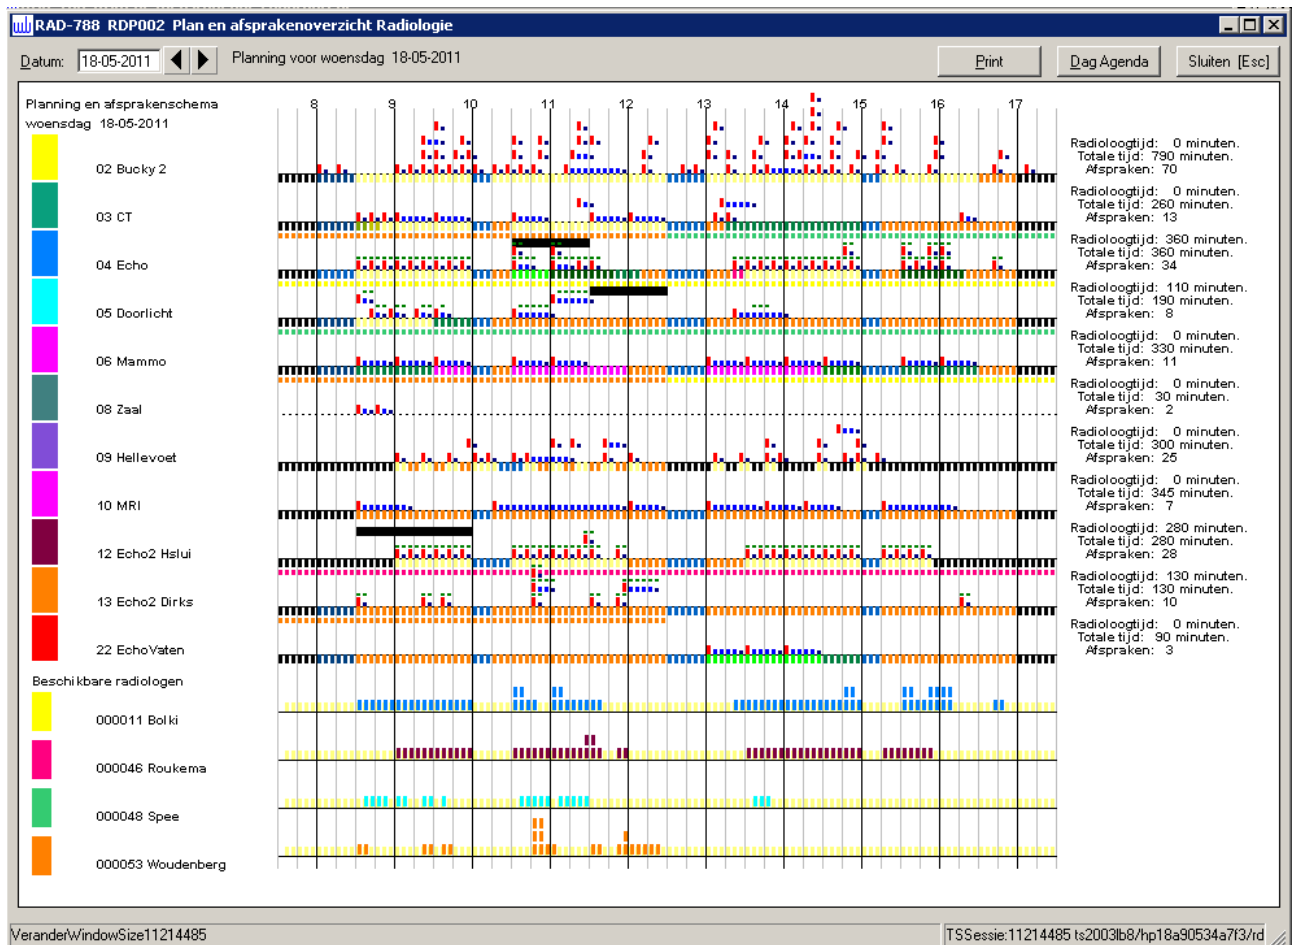 RAD-788 RDP002 Plan en afsprakenoverzicht Radiologie
Datum: 18-05-2011 Planning voor woensdag 18-05-2011 Print Dag Agenda Sluiten [Esc]
Planning en afsprakenschema
woensdag 18-05-2011
8 9 10 11 12 13 14 15 16 17
02 Bucky 2
Radioloogtijd: 0 minuten.
Totale tijd: 790 minuten.
Afspraken: 70
03 CT
Radioloogtijd: 0 minuten.
Totale tijd: 260 minuten.
Afspraken: 13
04 Echo
Radioloogtijd: 360 minuten.
Totale tijd: 360 minuten.
Afspraken: 34
05 Doorlicht
Radioloogtijd: 110 minuten.
Totale tijd: 190 minuten.
Afspraken: 8
06 Mammo
Radioloogtijd: 0 minuten.
Totale tijd: 330 minuten.
Afspraken: 11
08 Zaal
Radioloogtijd: 0 minuten.
Totale tijd: 30 minuten.
Afspraken: 2
09 Hellevoet
Radioloogtijd: 0 minuten.
Totale tijd: 300 minuten.
Afspraken: 25
10 MRI
Radioloogtijd: 0 minuten.
Totale tijd: 345 minuten.
Afspraken: 7
12 Echo2 Hslui
Radioloogtijd: 280 minuten.
Totale tijd: 280 minuten.
Afspraken: 28
13 Echo2 Dirks
Radioloogtijd: 130 minuten.
Totale tijd: 130 minuten.
Afspraken: 10
22 EchoVaten
Radioloogtijd: 0 minuten.
Totale tijd: 90 minuten.
Afspraken: 3
Beschikbare radiologen
000011 Bolki
000046 Roukema
000048 Spee
000053 Woudenberg
VeranderWindowSize11214485 TSSessie:11214485 ts2003lb8/hp18a90534a7f3/rd